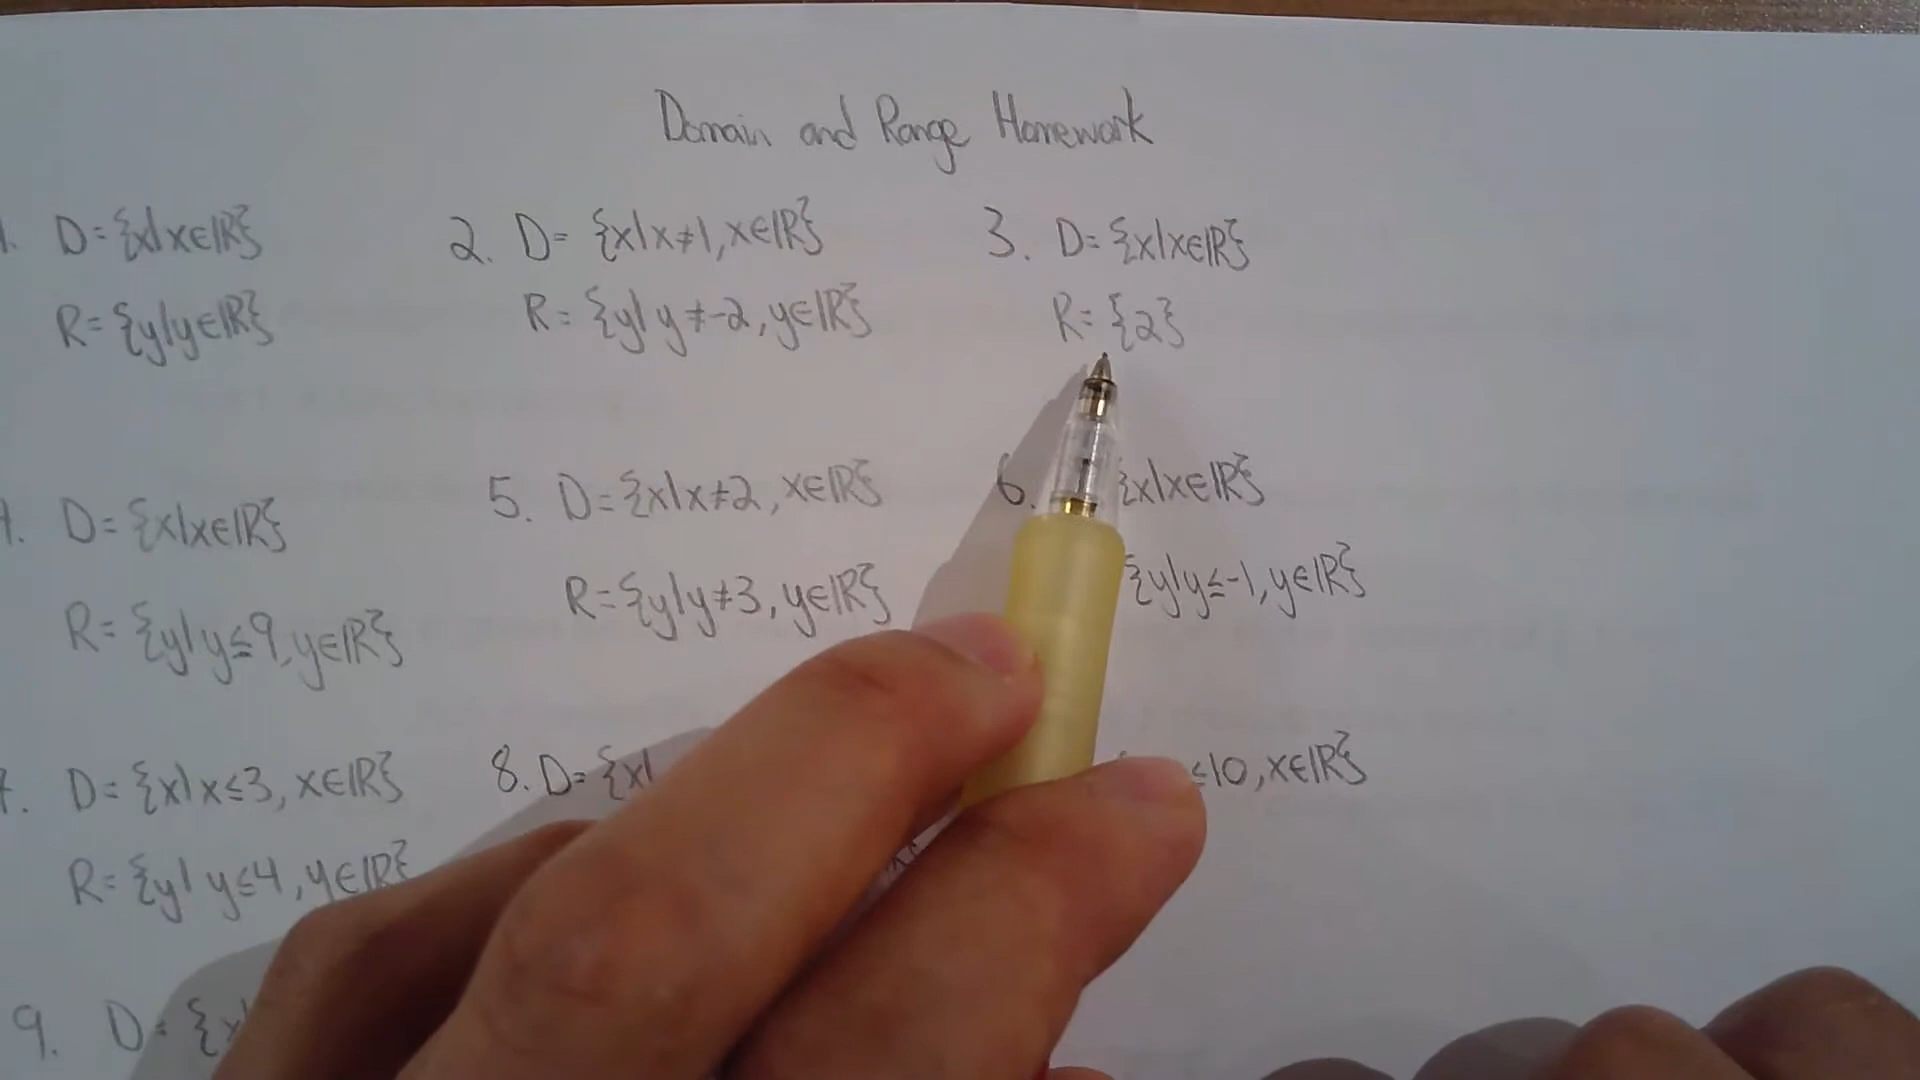 Domain and Range Homework
1. D = {x|x∈ℝ}
R = {y|y∈ℝ}
2. D = {x|x≠1, x∈ℝ}
R = {y|y≠-2, y∈ℝ}
3. D = {x|x∈ℝ}
R = {2}
4. D = {x|x∈ℝ}
R = {y|y≤9, y∈ℝ}
5. D = {x|x≠2, x∈ℝ}
R = {y|y≠3, y∈ℝ}
6. {x|x∈ℝ}
{y|y≤-1, y∈ℝ}
7. D = {x|x≤3, x∈ℝ}
R = {y|y≤4, y∈ℝ}
8. D = {x|
≤10, x∈ℝ}
9. D = {x|